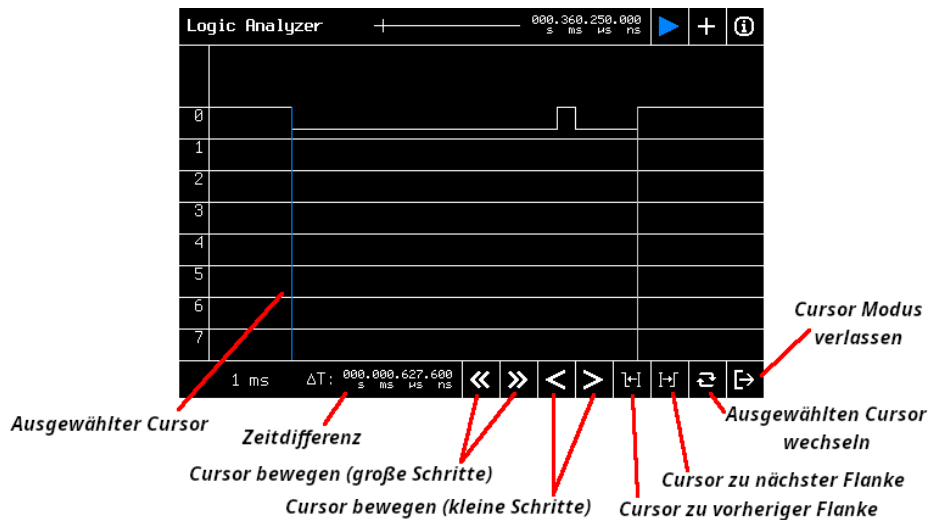 Logic Analyzer
000.360.250.000
s ms µs ns
0
1
2
3
4
5
6
7
1 ms
ΔT: 000.000.627.600
s ms µs ns
Cursor Modus
verlassen
Ausgewählter Cursor
Zeitdifferenz
Ausgewählten Cursor
wechseln
Cursor bewegen (große Schritte)
Cursor zu nächster Flanke
Cursor bewegen (kleine Schritte)
Cursor zu vorheriger Flanke